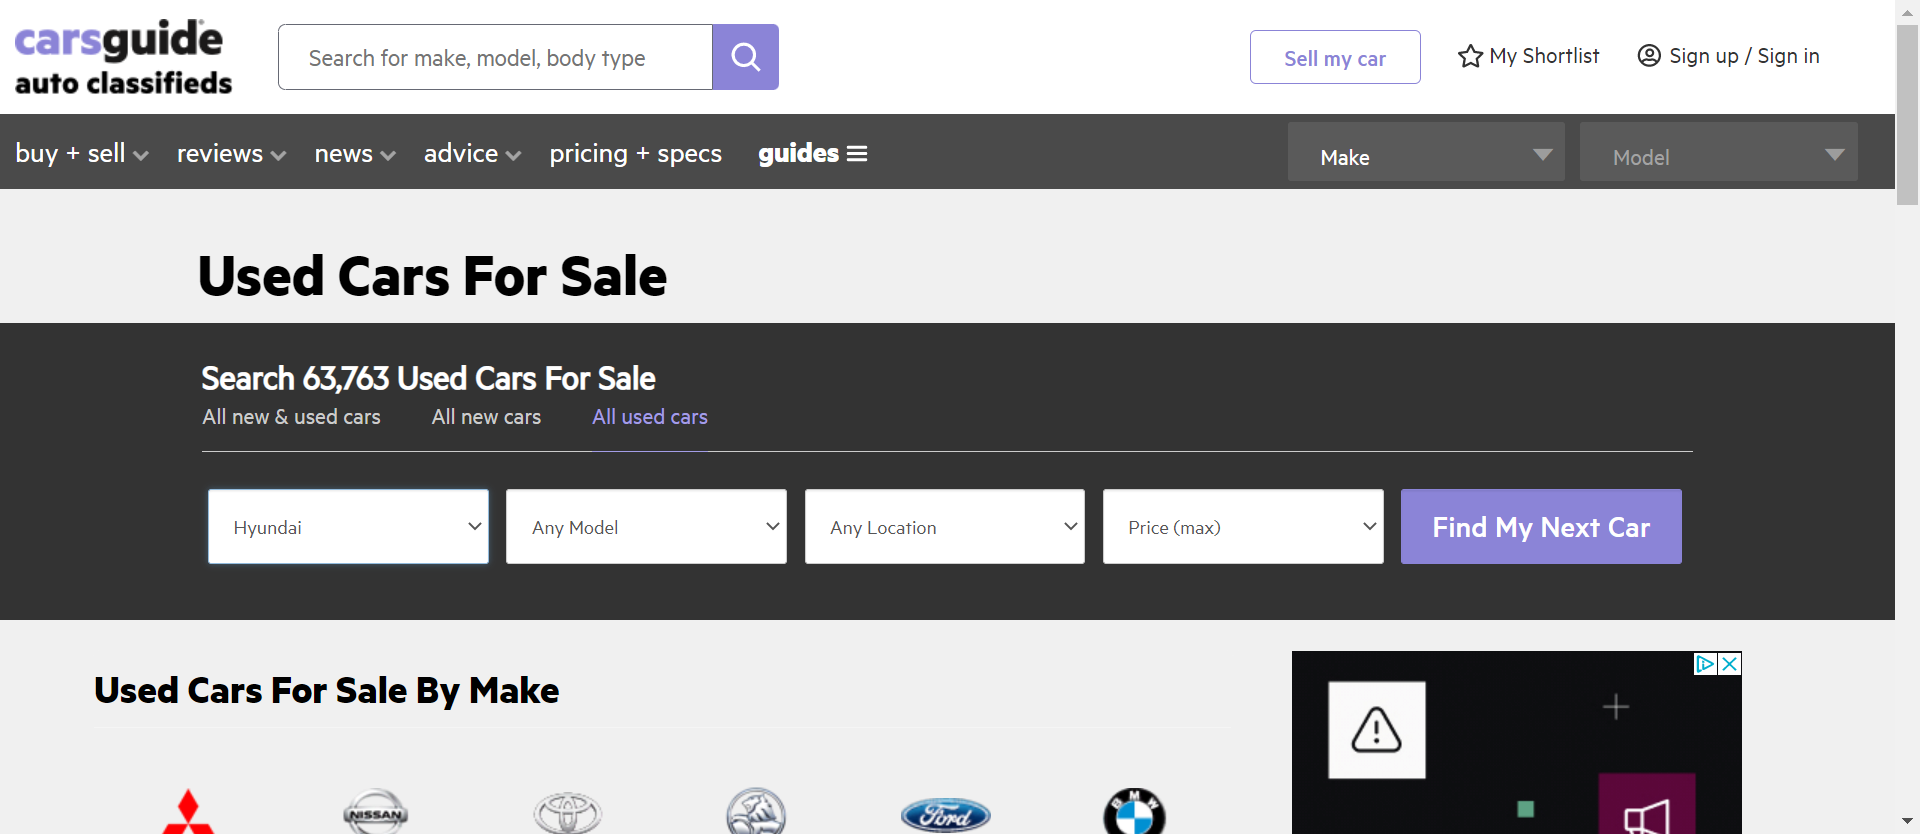 carsguide
auto classifieds
Search for make, model, body type
Sell my car
My Shortlist
Sign up / Sign in
buy + sell
reviews
news
advice
pricing + specs
guides
Make
Model
Used Cars For Sale
Search 63,763 Used Cars For Sale
All new & used cars
All new cars
All used cars
Hyundai
Any Model
Any Location
Price (max)
Find My Next Car
Used Cars For Sale By Make
NISSAN
Ford
BMW